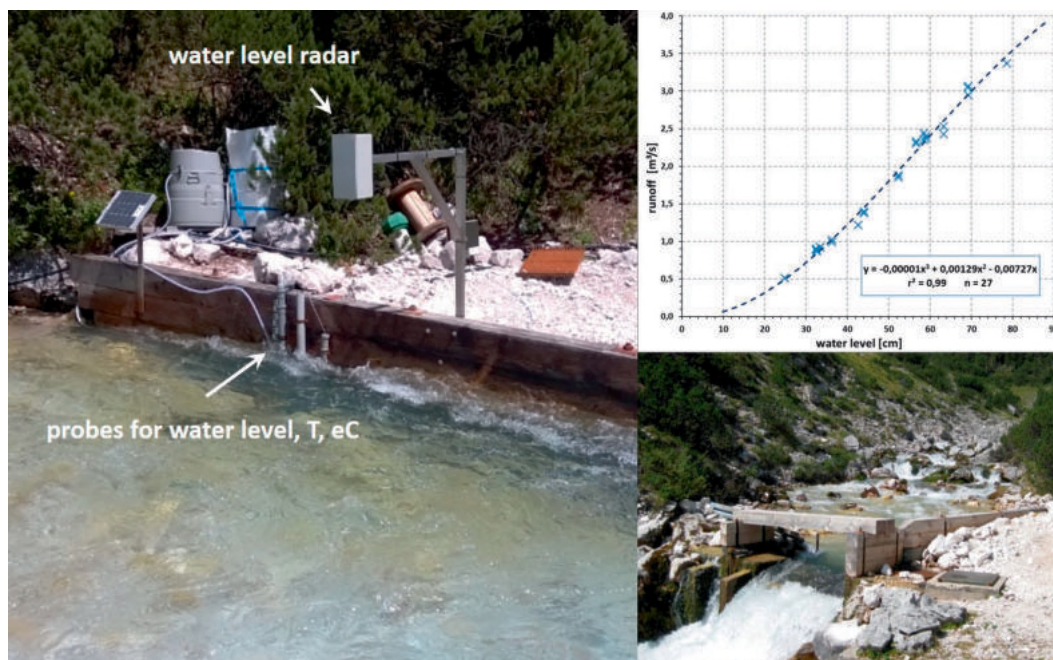 water level radar
probes for water level, T, eC
4,0
3,5
3,0
2,5
2,0
1,5
1,0
0,5
0,0
runoff [m³/s]
0 10 20 30 40 50 60 70 80 90
water level [cm]
y = -0,00001x³ + 0,00129x² - 0,00727x
r² = 0,99 n = 27